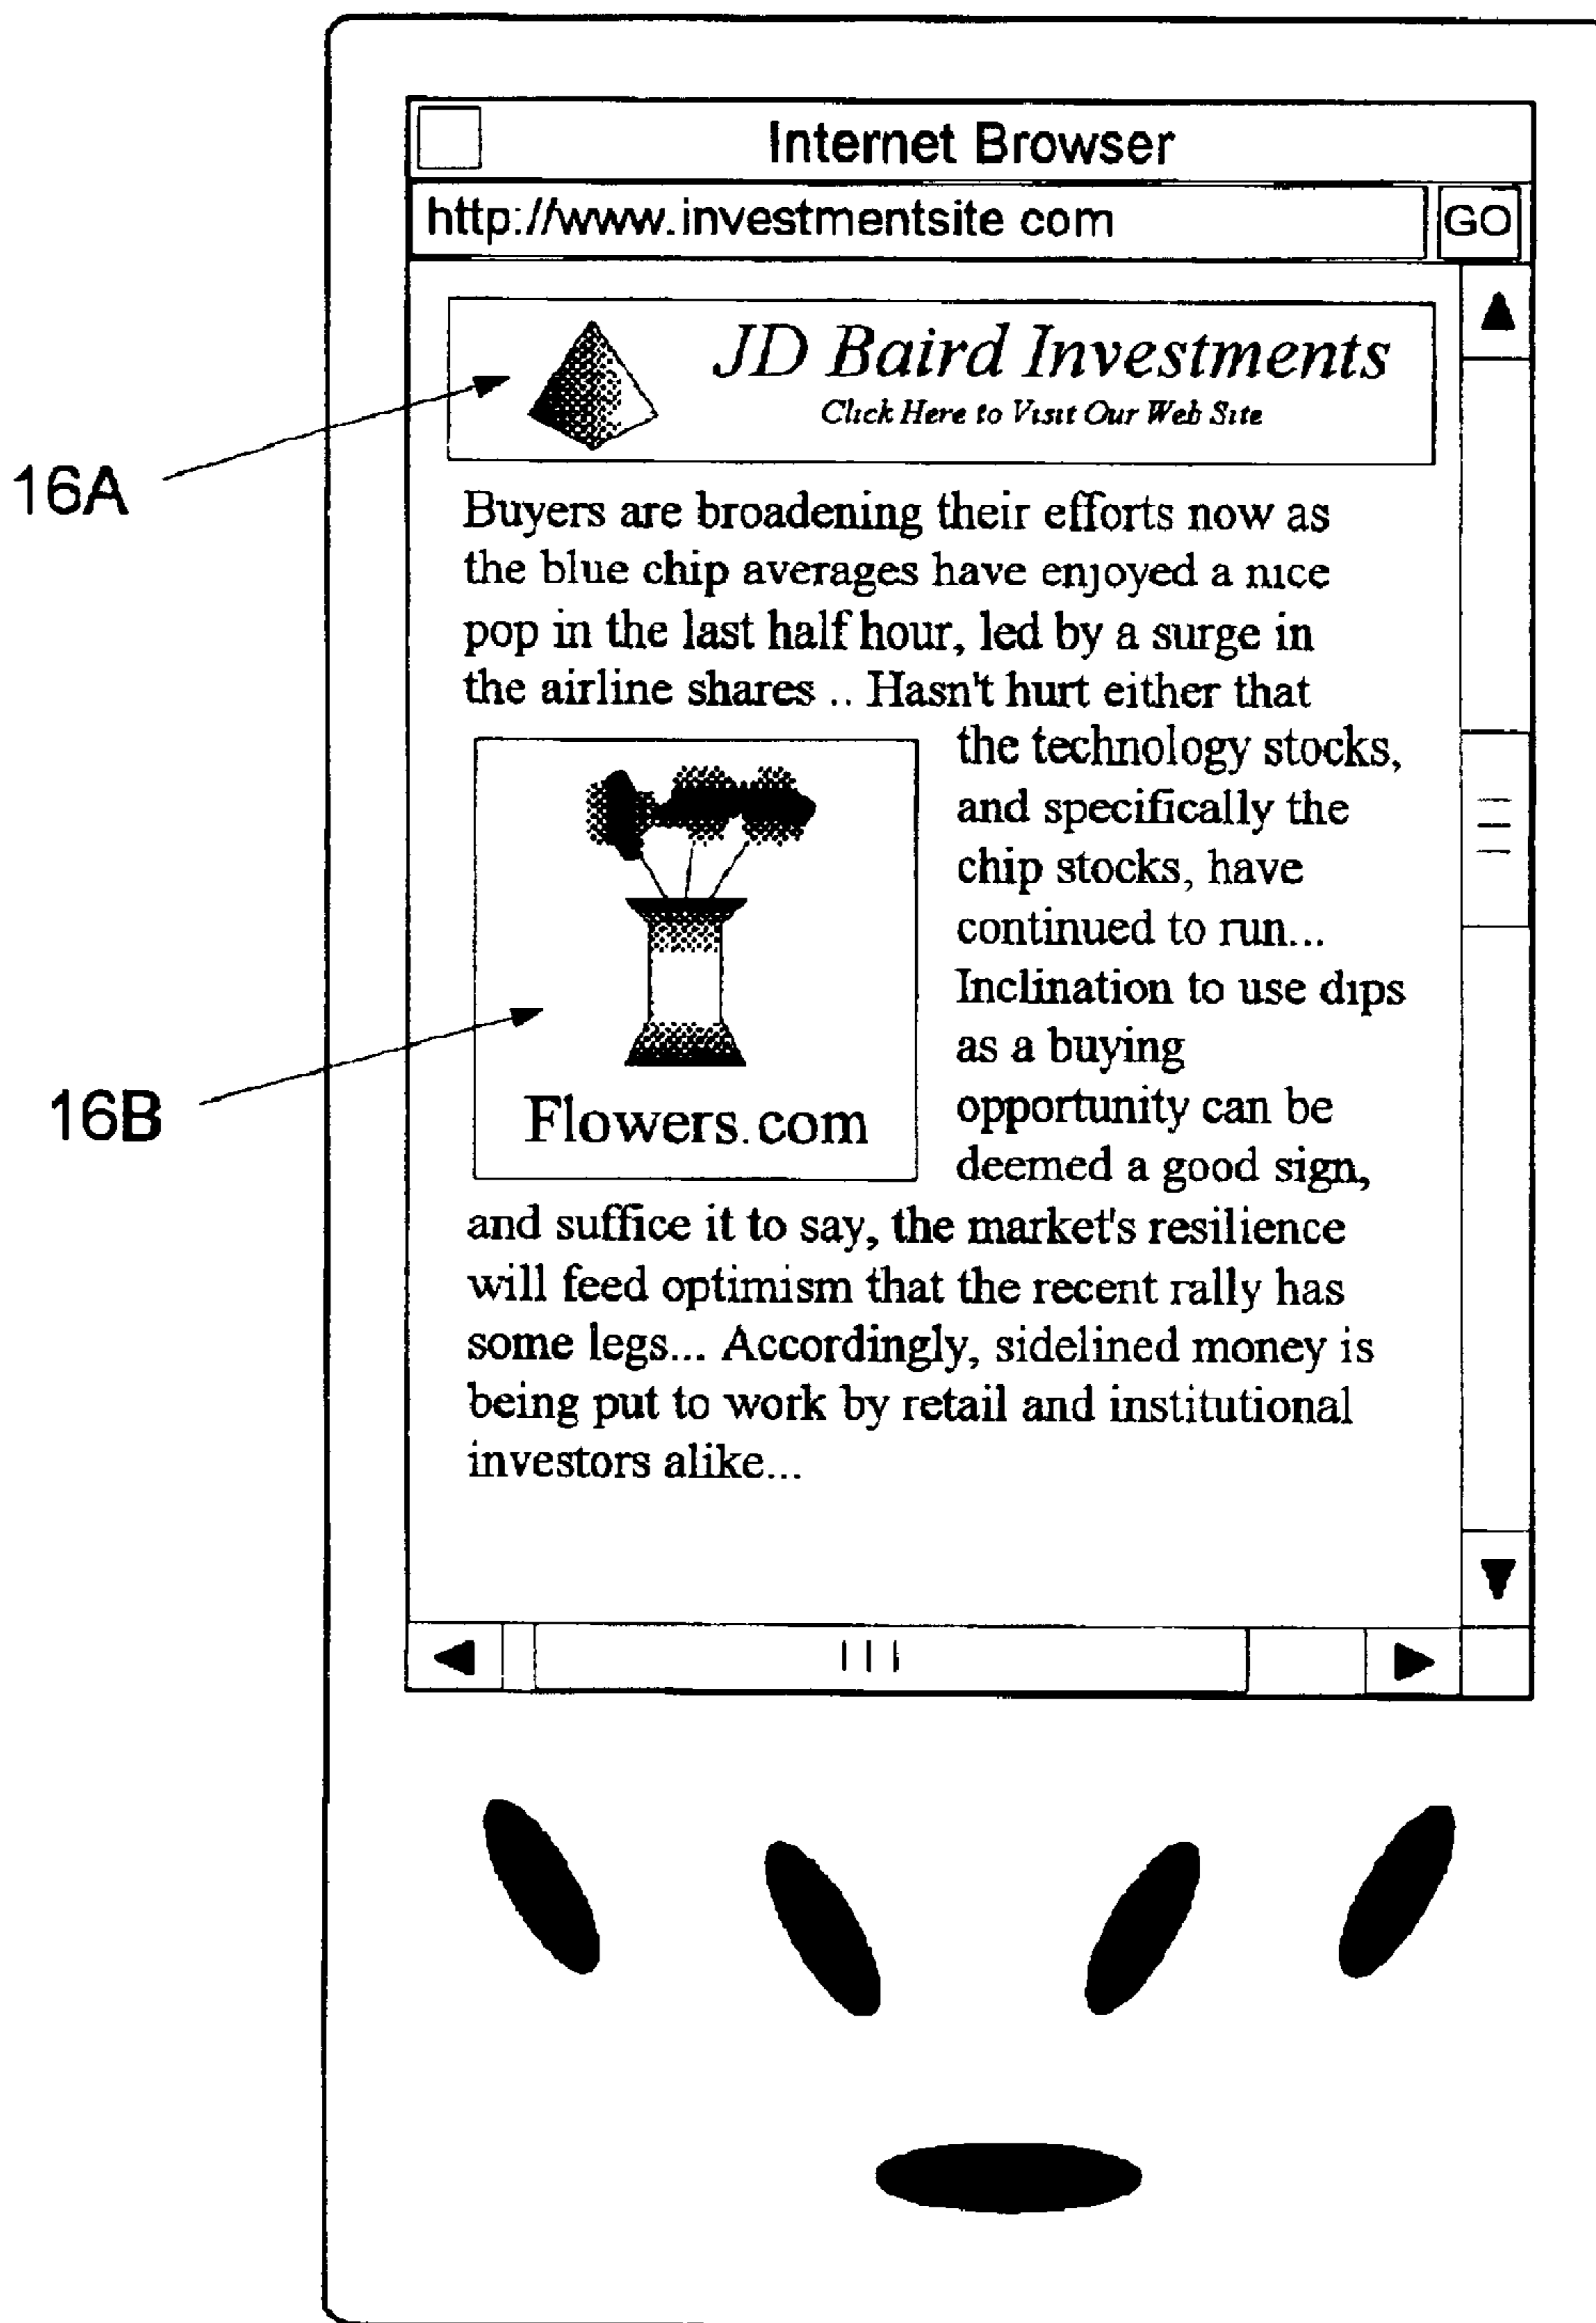 Internet Browser
http://www.investmentsite com
GO
JD Baird Investments
Click Here to Visit Our Web Site
16A
Buyers are broadening their efforts now as
the blue chip averages have enjoyed a nice
pop in the last half hour, led by a surge in
the airline shares .. Hasn't hurt either that
the technology stocks,
and specifically the
chip stocks, have
continued to run...
Inclination to use dips
as a buying
opportunity can be
deemed a good sign,
16B
Flowers.com
and suffice it to say, the market's resilience
will feed optimism that the recent rally has
some legs... Accordingly, sidelined money is
being put to work by retail and institutional
investors alike...